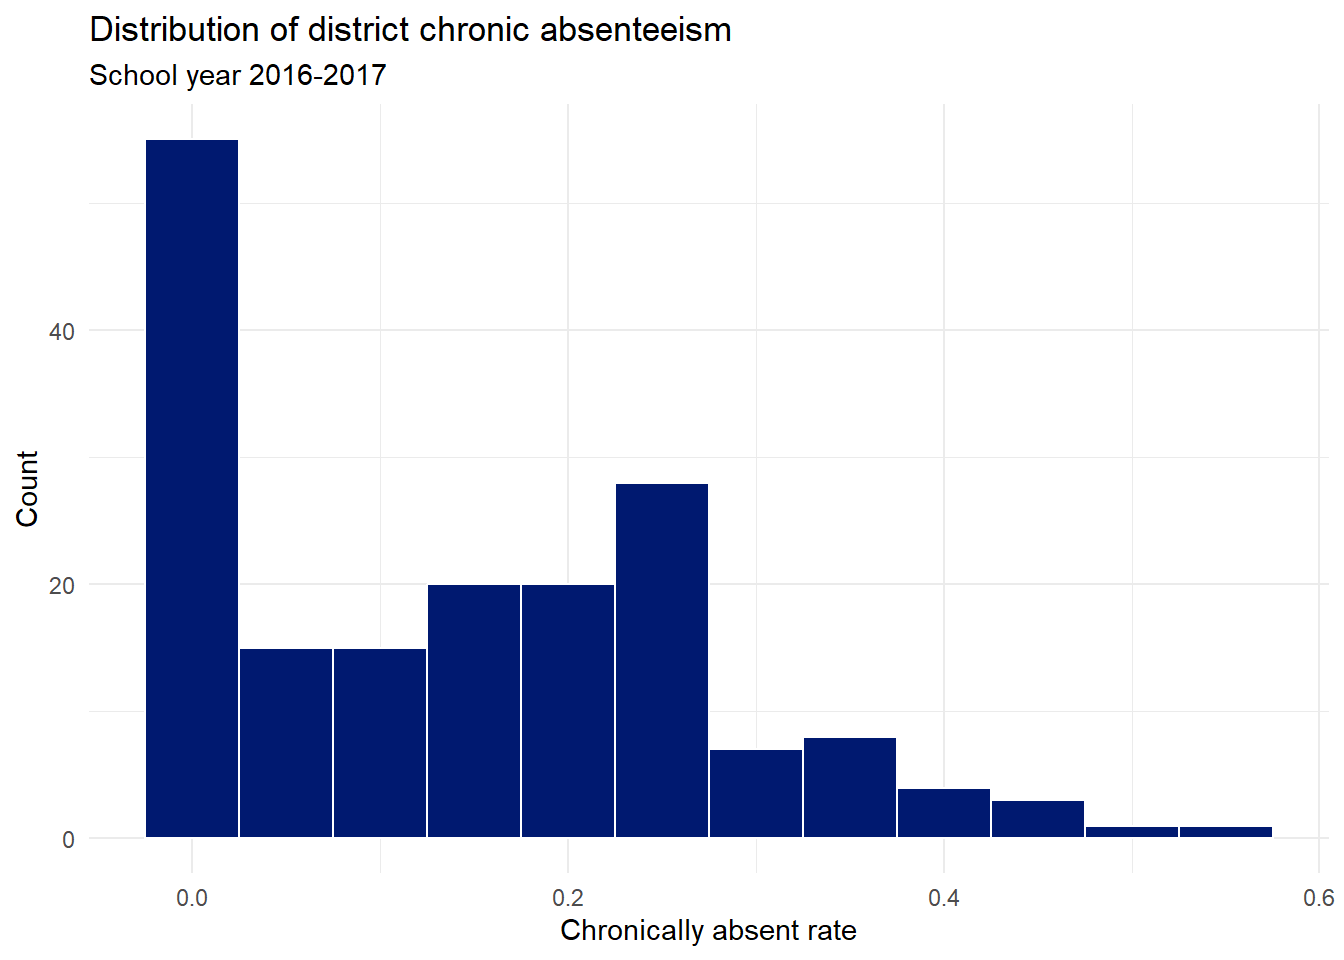 Distribution of district chronic absenteeism
School year 2016-2017
Count
40
20
0
0.0 0.2 0.4 0.6
Chronically absent rate